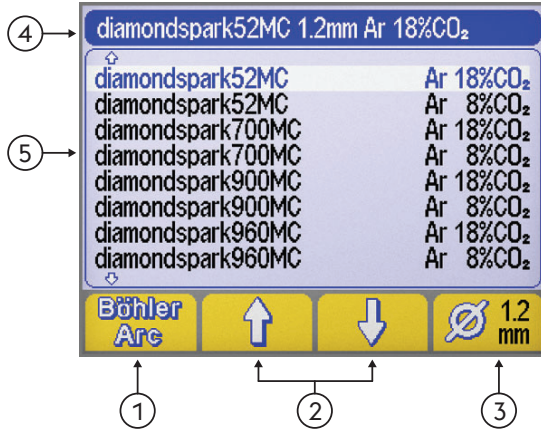 4
diamondspark52MC 1.2mm Ar 18%CO₂
5
diamondspark52MC Ar 18%CO₂
diamondspark52MC Ar 8%CO₂
diamondspark700MC Ar 18%CO₂
diamondspark700MC Ar 8%CO₂
diamondspark900MC Ar 18%CO₂
diamondspark900MC Ar 8%CO₂
diamondspark960MC Ar 18%CO₂
diamondspark960MC Ar 8%CO₂
Böhler
Arc
Ø 1.2
mm
1
2
3